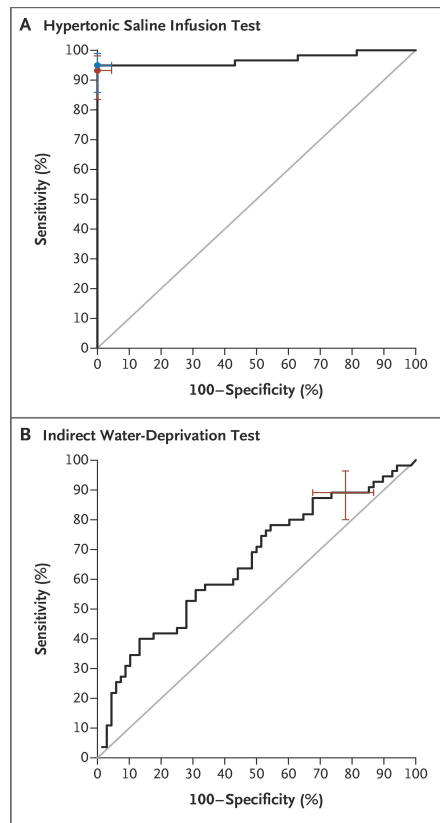 A Hypertonic Saline Infusion Test
100
90
80
70
60
50
40
30
20
10
0
Sensitivity (%)
0 10 20 30 40 50 60 70 80 90 100
100–Specificity (%)
B Indirect Water-Deprivation Test
100
90
80
70
60
50
40
30
20
10
0
Sensitivity (%)
0 10 20 30 40 50 60 70 80 90 100
100–Specificity (%)